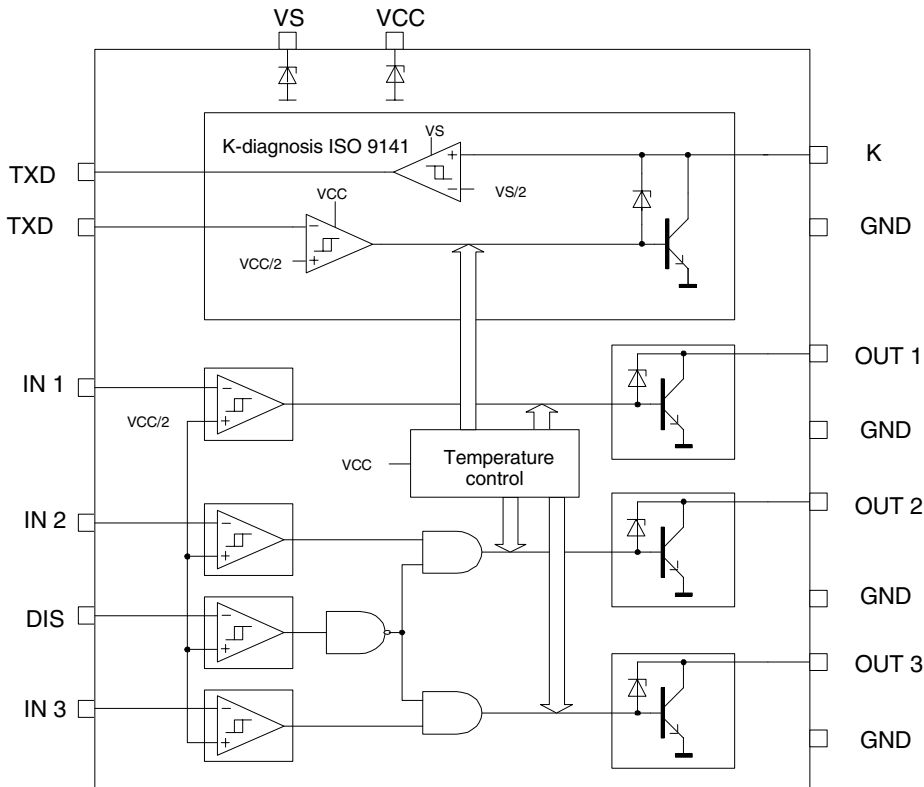 VS
VCC
K-diagnosis ISO 9141
VS
+
−
VS/2
K
TXD
TXD
VCC
−
VCC/2
+
GND
OUT 1
IN 1
−
VCC/2
+
GND
Temperature
control
VCC
IN 2
−
+
OUT 2
GND
DIS
−
+
OUT 3
IN 3
−
+
GND